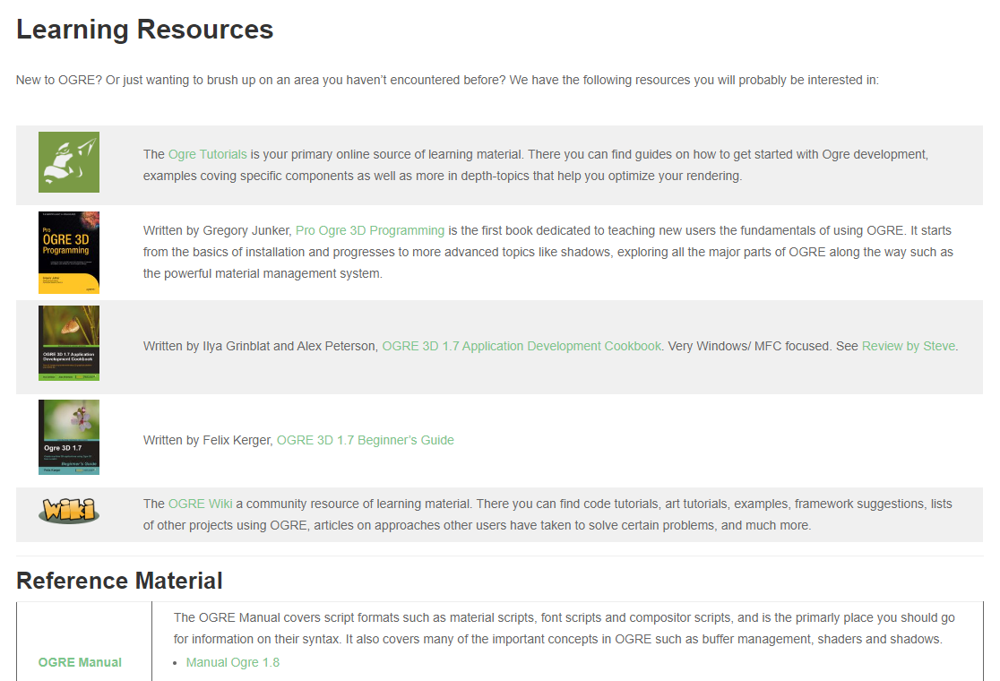 Learning Resources
New to OGRE? Or just wanting to brush up on an area you haven't encountered before? We have the following resources you will probably be interested in:
The Ogre Tutorials is your primary online source of learning material. There you can find guides on how to get started with Ogre development,
examples coving specific components as well as more in depth-topics that help you optimize your rendering.
Pro
OGRE 3D
Programming
Written by Gregory Junker, Pro Ogre 3D Programming is the first book dedicated to teaching new users the fundamentals of using OGRE. It starts
from the basics of installation and progresses to more advanced topics like shadows, exploring all the major parts of OGRE along the way such as
the powerful material management system.
OGRE 3D 1.7 Application
Development Cookbook
Written by Ilya Grinblat and Alex Peterson, OGRE 3D 1.7 Application Development Cookbook. Very Windows/ MFC focused. See Review by Steve.
Ogre 3D 1.7
Beginner's Guide
Written by Felix Kerger, OGRE 3D 1.7 Beginner's Guide
wiki
The OGRE Wiki a community resource of learning material. There you can find code tutorials, art tutorials, examples, framework suggestions, lists
of other projects using OGRE, articles on approaches other users have taken to solve certain problems, and much more.
Reference Material
OGRE Manual
The OGRE Manual covers script formats such as material scripts, font scripts and compositor scripts, and is the primarly place you should go
for information on their syntax. It also covers many of the important concepts in OGRE such as buffer management, shaders and shadows.
• Manual Ogre 1.8